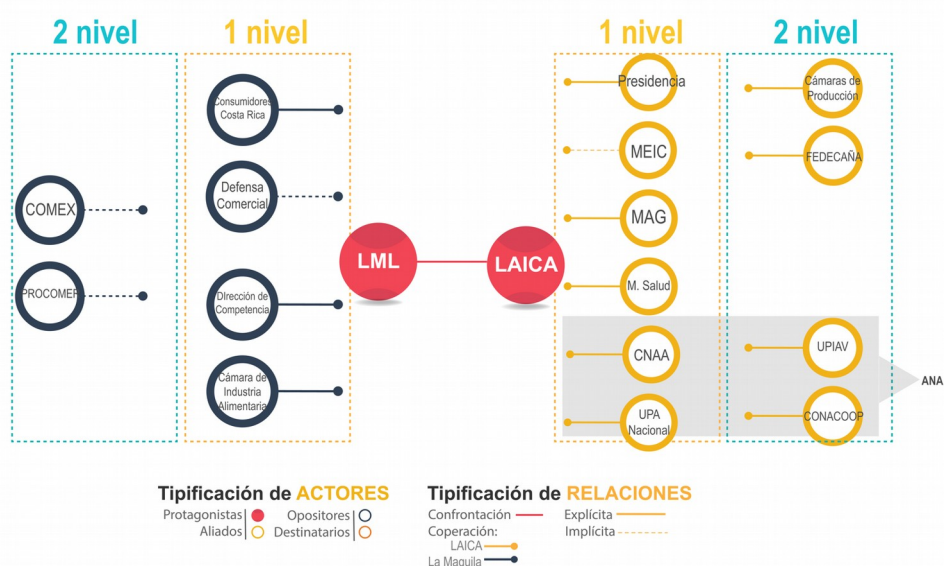 2 nivel
1 nivel
1 nivel
2 nivel
Consumidores
Costa Rica
Defensa
Comercial
COMEX
PROCOMER
DIrección de
Competencia
Cámara de
Industria
Alimentaria
LML
LAICA
Presidencia
MEIC
MAG
M. Salud
CNAA
UPA
Nacional
Cámaras de
Producción
FEDECAÑA
UPIAV
CONACOOP
ANA
Tipificación de ACTORES
Protagonistas
Opositores
Aliados
Destinatarios
Tipificación de RELACIONES
Confrontación
Explícita
Coperación:
Implícita
LAICA
La Maquila